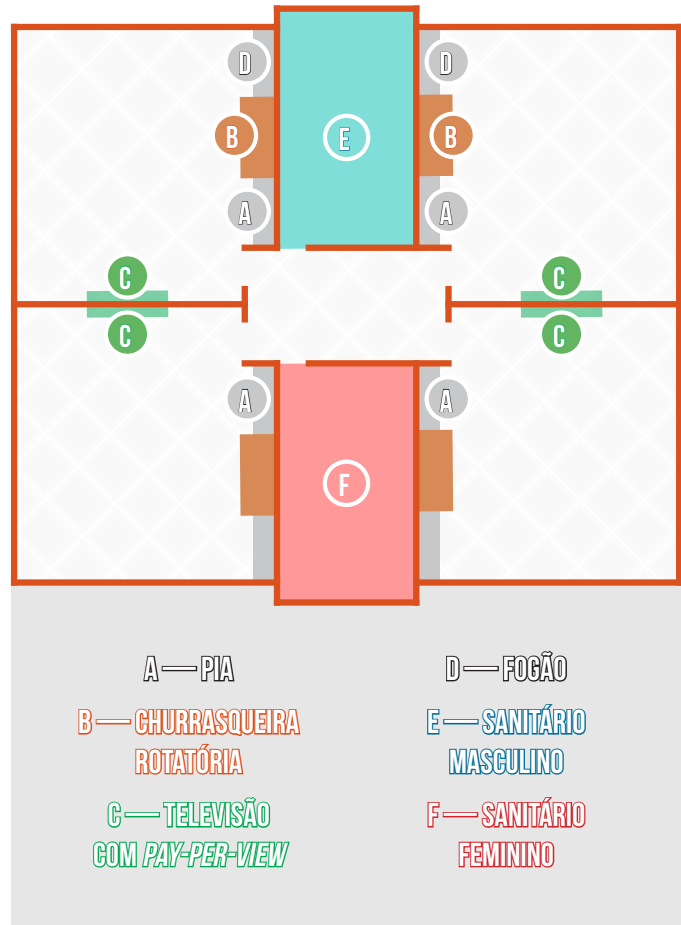 D
D
B
E
B
A
A
C
C
C
C
A
A
F
A — PIA
B — CHURRASQUEIRA
ROTATÓRIA
C — TELEVISÃO
COM PAY-PER-VIEW
D — FOGÃO
E — SANITÁRIO
MASCULINO
F — SANITÁRIO
FEMININO